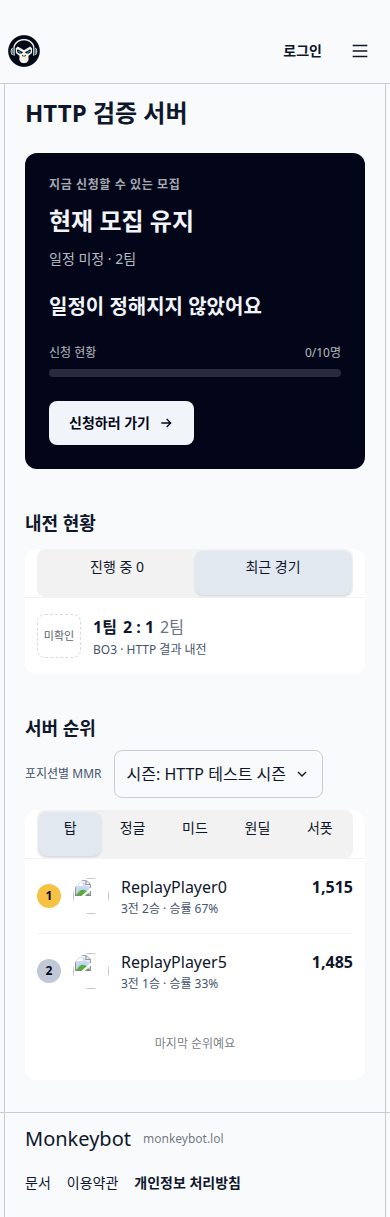 로그인
HTTP 검증 서버
지금 신청할 수 있는 모집
현재 모집 유지
일정 미정 · 2팀
일정이 정해지지 않았어요
신청 현황 0/10명
신청하러 가기 →
내전 현황
진행 중 0 최근 경기
미확인
1팀 2 : 1 2팀
BO3 · HTTP 결과 내전
서버 순위
포지션별 MMR 시즌: HTTP 테스트 시즌
탑 정글 미드 원딜 서폿
1 ReplayPlayer0 1,515
3전 2승 · 승률 67%
2 ReplayPlayer5 1,485
3전 1승 · 승률 33%
마지막 순위예요
Monkeybot monkeybot.lol
문서 이용약관 개인정보 처리방침